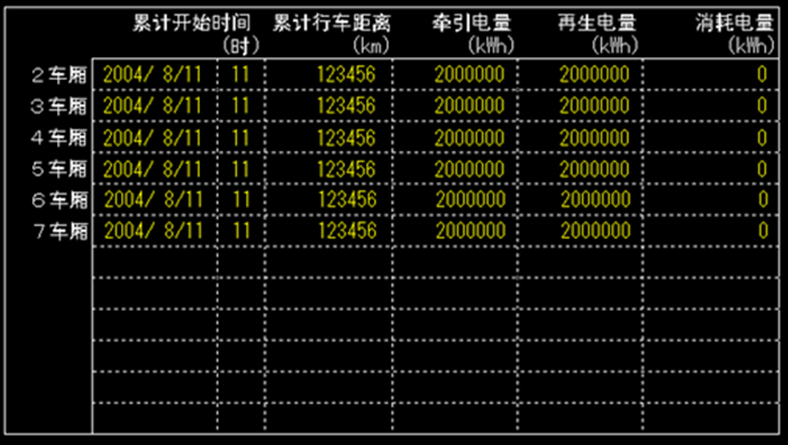 累计开始时间 累计行车距离 牵引电量 再生电量 消耗电量
(时) (km) (kWh) (kWh) (kWh)
2车厢 2004/ 8/11 11 123456 2000000 2000000 0
3车厢 2004/ 8/11 11 123456 2000000 2000000 0
4车厢 2004/ 8/11 11 123456 2000000 2000000 0
5车厢 2004/ 8/11 11 123456 2000000 2000000 0
6车厢 2004/ 8/11 11 123456 2000000 2000000 0
7车厢 2004/ 8/11 11 123456 2000000 2000000 0